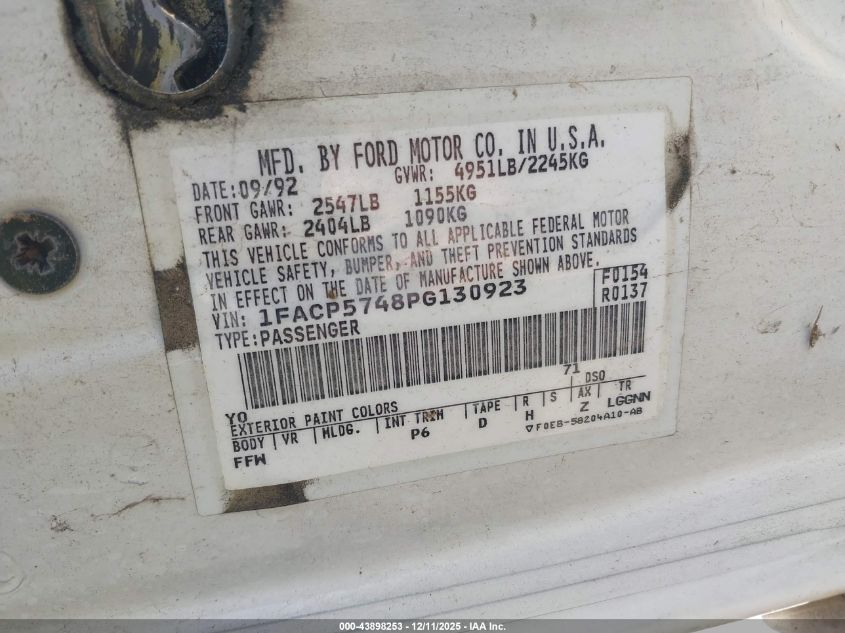 MFD. BY FORD MOTOR CO. IN U.S.A.
DATE: 09/92 GVWR: 4951LB/2245KG
FRONT GAWR: 2547LB 1155KG
REAR GAWR: 2404LB 1090KG
THIS VEHICLE CONFORMS TO ALL APPLICABLE FEDERAL MOTOR
VEHICLE SAFETY, BUMPER, AND THEFT PREVENTION STANDARDS
IN EFFECT ON THE DATE OF MANUFACTURE SHOWN ABOVE.
VIN: 1FACP5748PG130923 F0154
TYPE: PASSENGER R0137
71
YO DSO
EXTERIOR PAINT COLORS
BODY VR MLDG. INT TRIM TAPE R S AX TR
FFW P6 D H Z LGGNN
▽F0EB-58204A10-AB
000-43898253 - 12/11/2025 - IAA Inc.